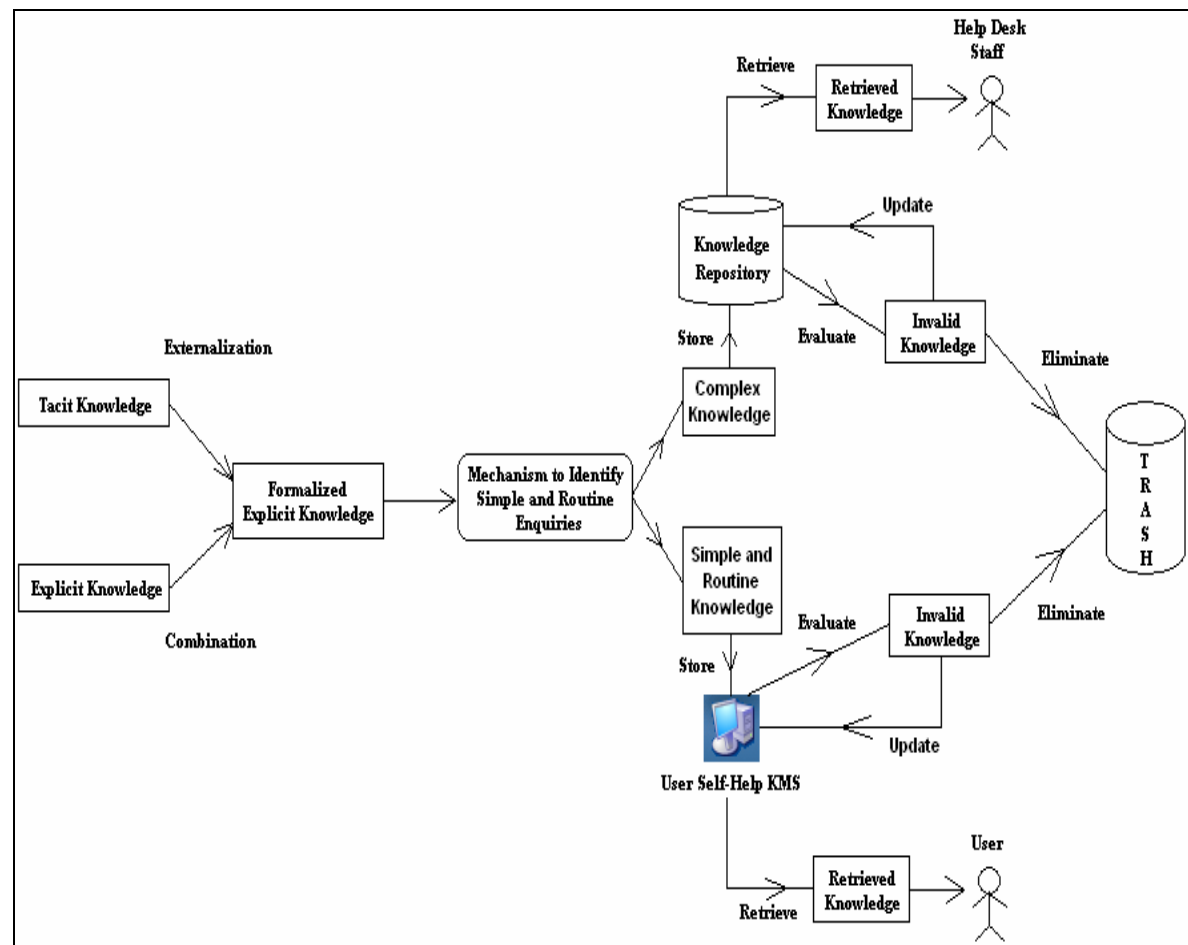 Help Desk
Staff
Retrieve
Retrieved
Knowledge
Update
Knowledge
Repository
Invalid
Knowledge
Evaluate
Store
Eliminate
Externalization
Complex
Knowledge
Tacit Knowledge
Formalized
Explicit Knowledge
Mechanism to Identify
Simple and Routine
Enquiries
T
R
A
S
H
Simple and
Routine
Knowledge
Explicit Knowledge
Combination
Evaluate
Invalid
Knowledge
Eliminate
Store
Update
User Self-Help KMS
User
Retrieved
Knowledge
Retrieve